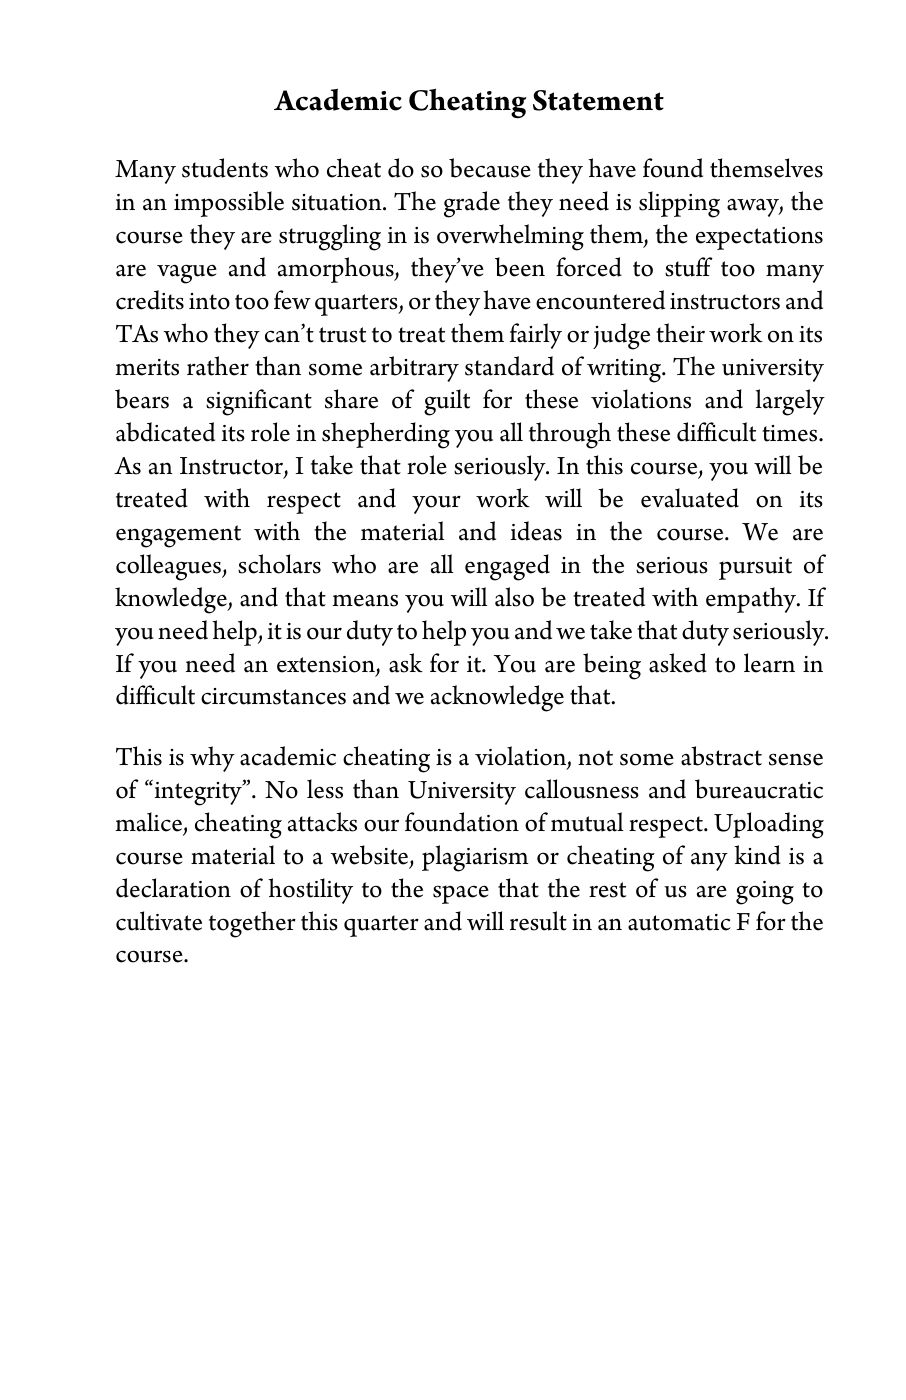 Academic Cheating Statement
Many students who cheat do so because they have found themselves
in an impossible situation. The grade they need is slipping away, the
course they are struggling in is overwhelming them, the expectations
are vague and amorphous, they’ve been forced to stuff too many
credits into too few quarters, or they have encountered instructors and
TAs who they can’t trust to treat them fairly or judge their work on its
merits rather than some arbitrary standard of writing. The university
bears a significant share of guilt for these violations and largely
abdicated its role in shepherding you all through these difficult times.
As an Instructor, I take that role seriously. In this course, you will be
treated with respect and your work will be evaluated on its
engagement with the material and ideas in the course. We are
colleagues, scholars who are all engaged in the serious pursuit of
knowledge, and that means you will also be treated with empathy. If
you need help, it is our duty to help you and we take that duty seriously.
If you need an extension, ask for it. You are being asked to learn in
difficult circumstances and we acknowledge that.
This is why academic cheating is a violation, not some abstract sense
of “integrity”. No less than University callousness and bureaucratic
malice, cheating attacks our foundation of mutual respect. Uploading
course material to a website, plagiarism or cheating of any kind is a
declaration of hostility to the space that the rest of us are going to
cultivate together this quarter and will result in an automatic F for the
course.